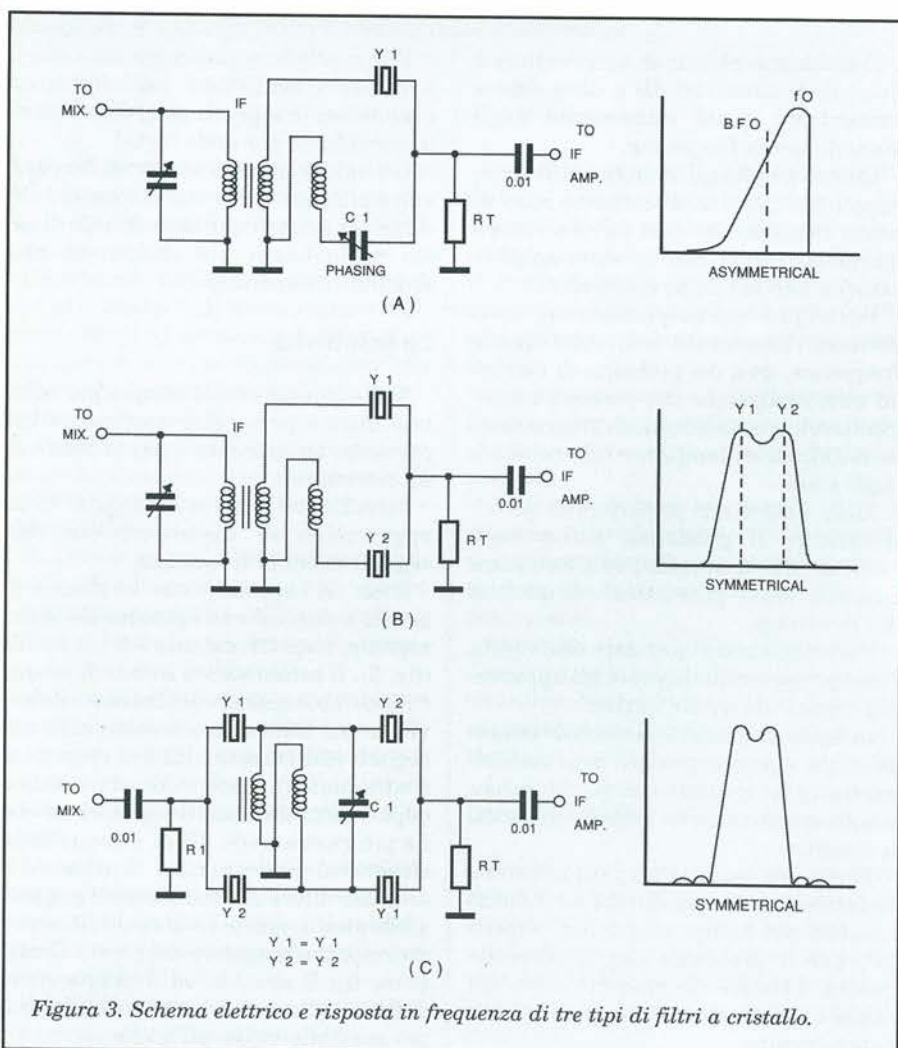 Y 1
TO
MIX.
IF
C 1
PHASING
R T
0.01
TO
IF
AMP.
( A )
B F O
f O
ASYMMETRICAL
TO
MIX.
IF
Y 1
Y 2
R T
0.01
TO
IF
AMP.
( B )
Y 1
Y 2
SYMMETRICAL
TO
MIX.
0.01
R 1
Y 1
Y 2
Y 2
Y 1
C 1
R T
0.01
TO
IF
AMP.
Y 1 = Y 1
Y 2 = Y 2
( C )
SYMMETRICAL
Figura 3. Schema elettrico e risposta in frequenza di tre tipi di filtri a cristallo.